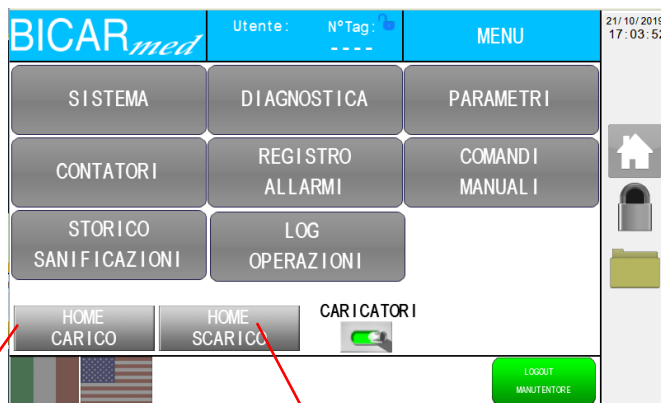 BICARmed
Utente: N°Tag:
----
MENU
21/10/2019
17:03:52
SISTEMA
DIAGNOSTICA
PARAMETRI
CONTATORI
REGISTRO
ALLARMI
COMANDI
MANUALI
STORICO
SANIFICAZIONI
LOG
OPERAZIONI
HOME
CARICO
HOME
SCARICO
CARICATORI
LOGOUT
MANUTENTORE